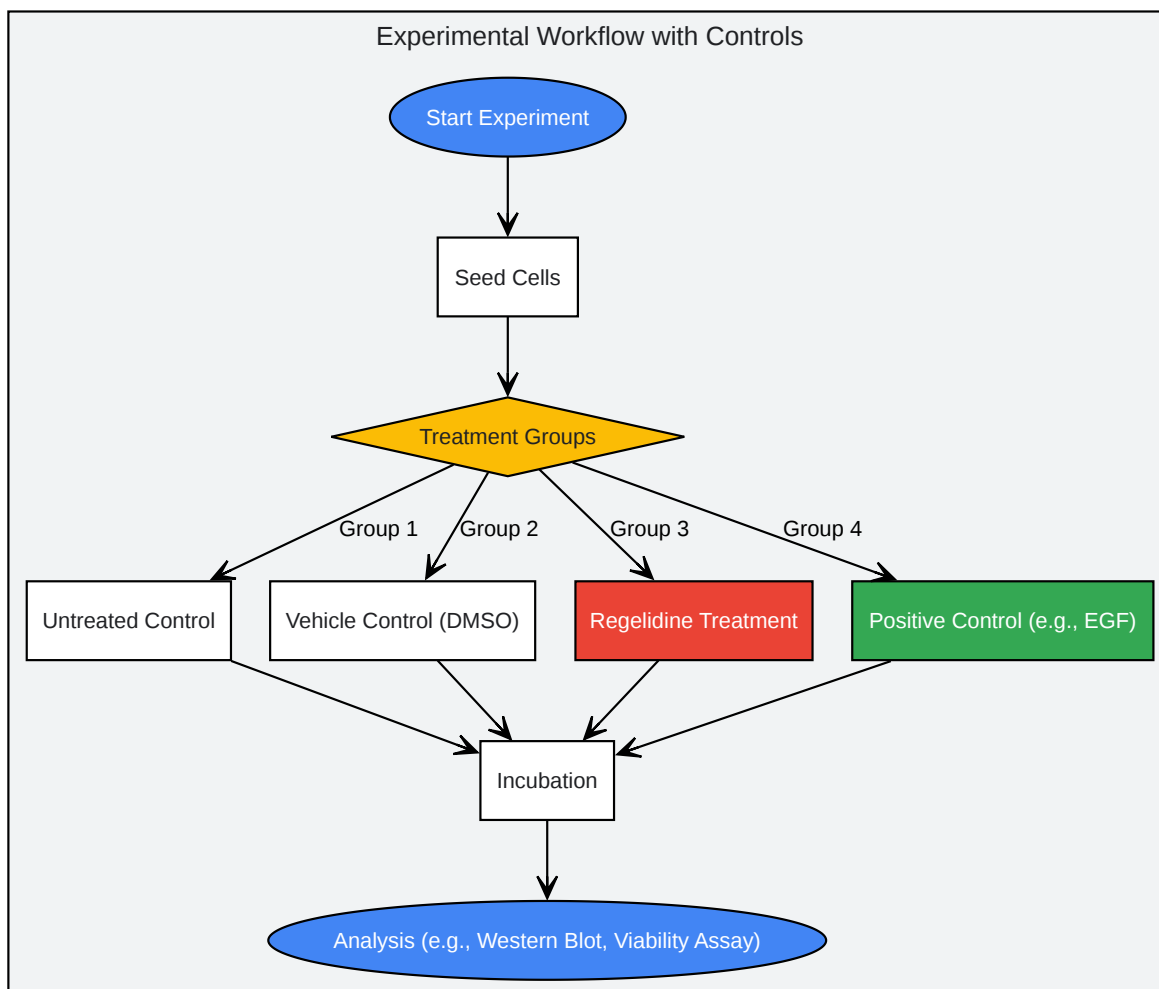 Experimental Workflow with Controls
Start Experiment
Seed Cells
Treatment Groups
Group 1
Group 2
Group 3
Group 4
Untreated Control
Vehicle Control (DMSO)
Regelidine Treatment
Positive Control (e.g., EGF)
Incubation
Analysis (e.g., Western Blot, Viability Assay)